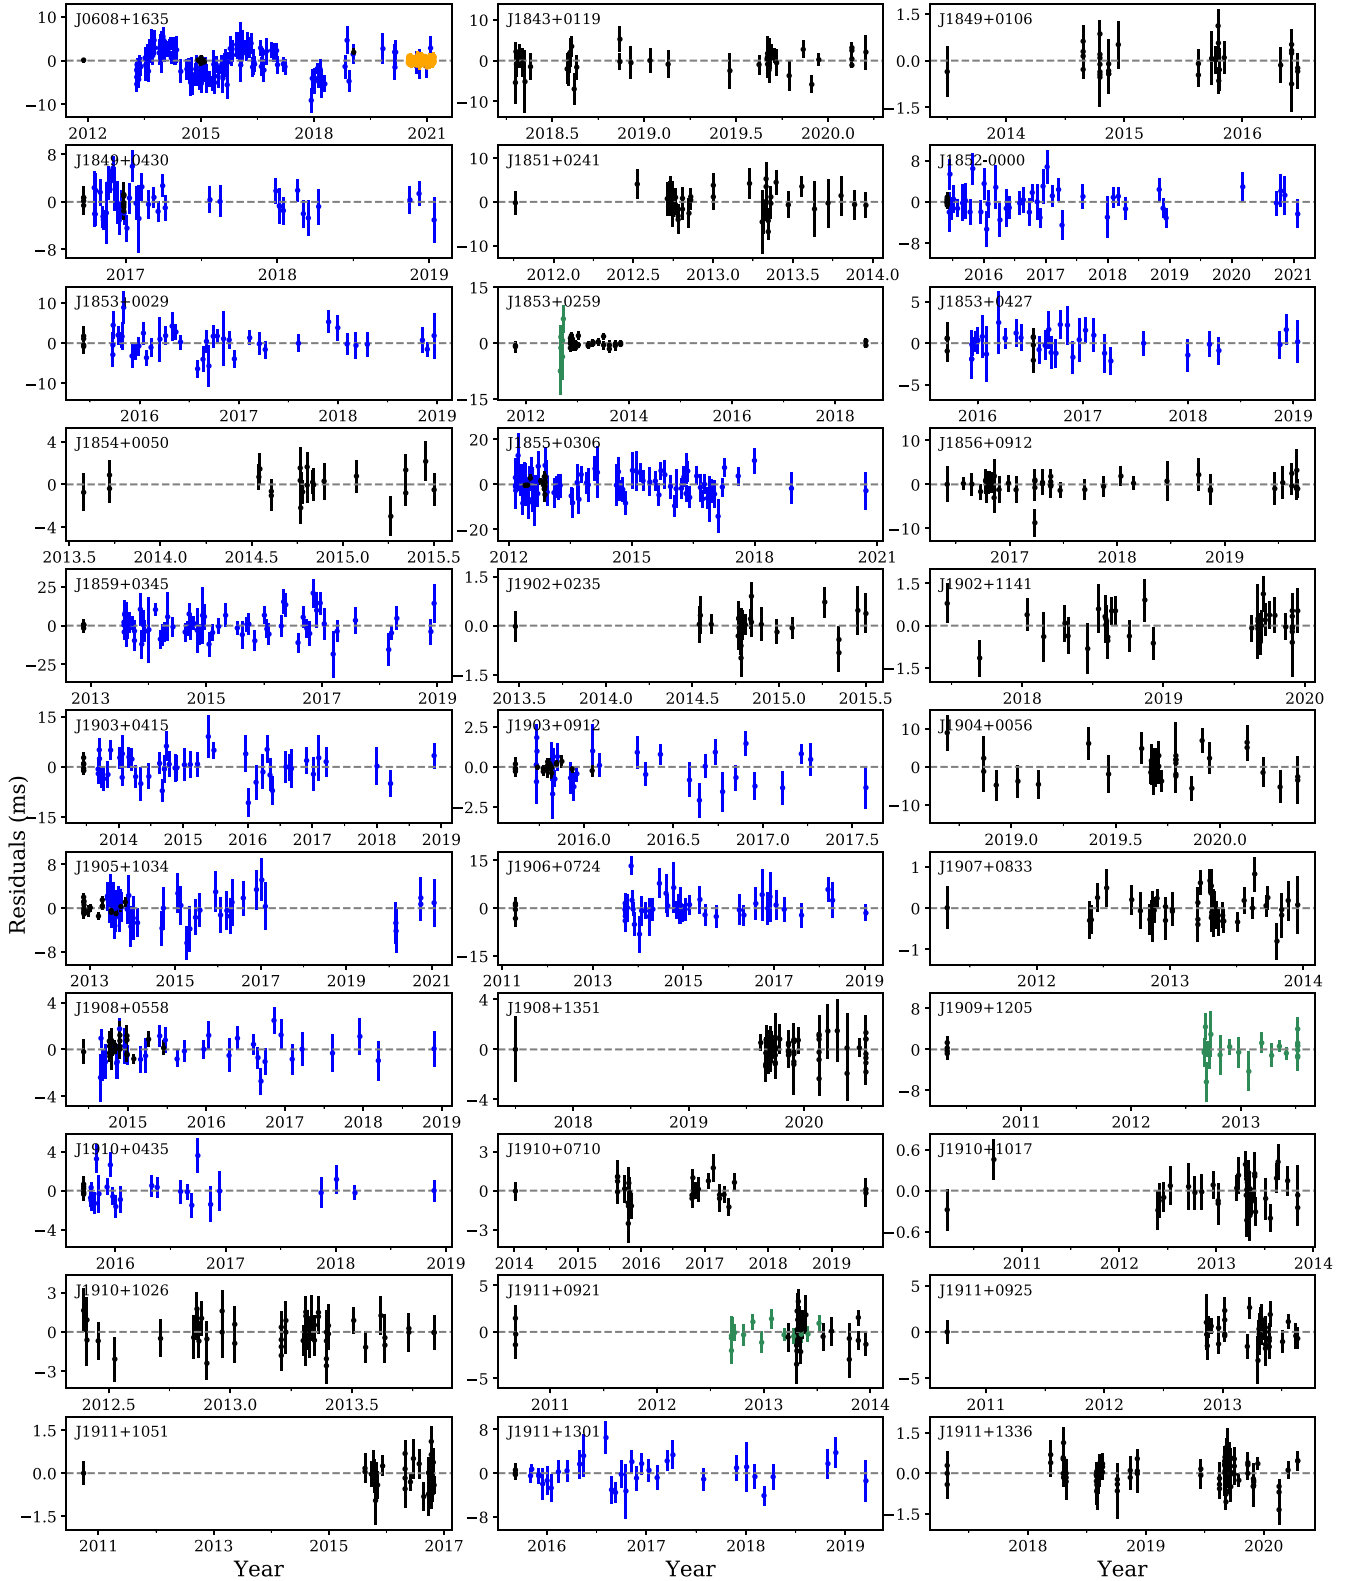 J0608+1635
10
0
−10
2012 2015 2018 2021
J1843+0119
10
0
−10
2018.5 2019.0 2019.5 2020.0
J1849+0106
1.5
0.0
−1.5
2014 2015 2016
J1849+0430
8
0
−8
2017 2018 2019
J1851+0241
10
0
−10
2012.0 2012.5 2013.0 2013.5 2014.0
J1852-0000
8
0
−8
2016 2017 2018 2019 2020 2021
J1853+0029
10
0
−10
2016 2017 2018 2019
J1853+0259
15
0
−15
2012 2014 2016 2018
J1853+0427
5
0
−5
2016 2017 2018 2019
J1854+0050
4
0
−4
2013.5 2014.0 2014.5 2015.0 2015.5
J1855+0306
20
0
−20
2012 2015 2018 2021
J1856+0912
10
0
−10
2017 2018 2019
J1859+0345
25
0
−25
2013 2015 2017 2019
J1902+0235
1.5
0.0
−1.5
2013.5 2014.0 2014.5 2015.0 2015.5
J1902+1141
1.5
0.0
−1.5
2018 2019 2020
J1903+0415
15
0
−15
2014 2015 2016 2017 2018 2019
J1903+0912
2.5
0.0
−2.5
2016.0 2016.5 2017.0 2017.5
J1904+0056
10
0
−10
2019.0 2019.5 2020.0
Residuals (ms)
J1905+1034
8
0
−8
2013 2015 2017 2019 2021
J1906+0724
15
0
−15
2011 2013 2015 2017 2019
J1907+0833
1
0
−1
2012 2013 2014
J1908+0558
4
0
−4
2015 2016 2017 2018 2019
J1908+1351
4
0
−4
2018 2019 2020
J1909+1205
8
0
−8
2011 2012 2013
J1910+0435
4
0
−4
2016 2017 2018 2019
J1910+0710
3
0
−3
2014 2015 2016 2017 2018 2019
J1910+1017
0.6
0.0
−0.6
2011 2012 2013 2014
J1910+1026
3
0
−3
2012.5 2013.0 2013.5
J1911+0921
5
0
−5
2011 2012 2013 2014
J1911+0925
5
0
−5
2011 2012 2013
J1911+1051
1.5
0.0
−1.5
2011 2013 2015 2017
J1911+1301
8
0
−8
2016 2017 2018 2019
J1911+1336
1.5
0.0
−1.5
2018 2019 2020
Year Year Year